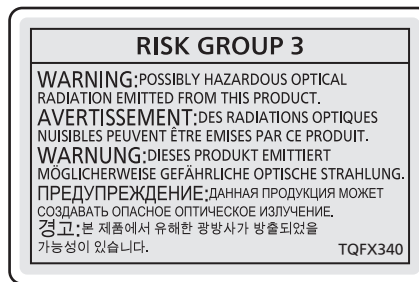 RISK GROUP 3
WARNING:POSSIBLY HAZARDOUS OPTICAL
RADIATION EMITTED FROM THIS PRODUCT.
AVERTISSEMENT:DES RADIATIONS OPTIQUES
NUISIBLES PEUVENT ÊTRE EMISES PAR CE PRODUIT.
WARNUNG:DIESES PRODUKT EMITTIERT
MÖGLICHERWEISE GEFÄHRLICHE OPTISCHE STRAHLUNG.
ПРЕДУПРЕЖДЕНИЕ:ДАННАЯ ПРОДУКЦИЯ МОЖЕТ
СОЗДАВАТЬ ОПАСНОЕ ОПТИЧЕСКОЕ ИЗЛУЧЕНИЕ.
경고:본 제품에서 유해한 광방사가 방출되었을
가능성이 있습니다. TQFX340